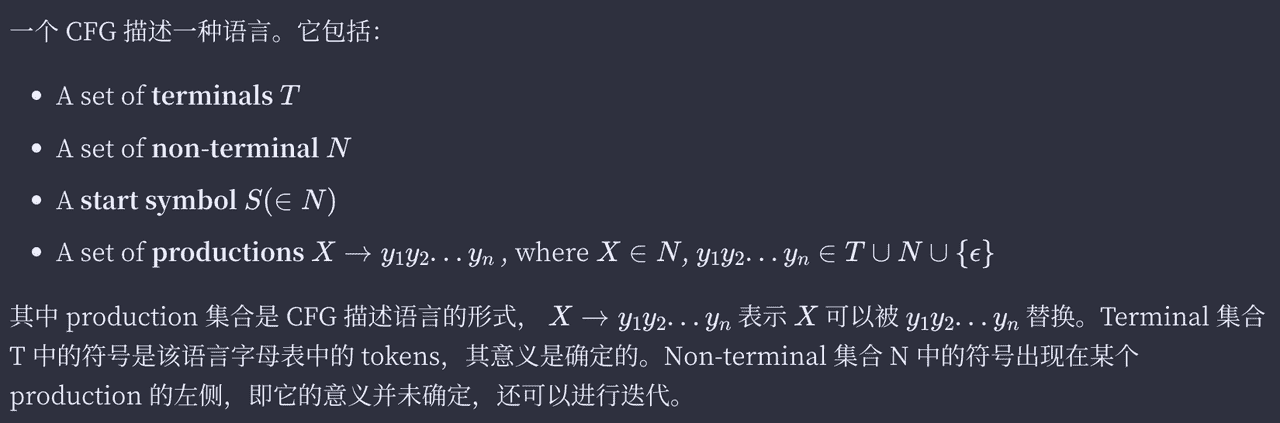 一个 CFG 描述一种语言。它包括：
• A set of terminals T
• A set of non-terminal N
• A start symbol S(∈ N)
• A set of productions X → y₁y₂…yₙ , where X ∈ N, y₁y₂…yₙ ∈ T ∪ N ∪ {ϵ}
其中 production 集合是 CFG 描述语言的形式， X → y₁y₂…yₙ 表示 X 可以被 y₁y₂…yₙ 替换。Terminal 集合
T 中的符号是该语言字母表中的 tokens，其意义是确定的。Non-terminal 集合 N 中的符号出现在某个
production 的左侧，即它的意义并未确定，还可以进行迭代。